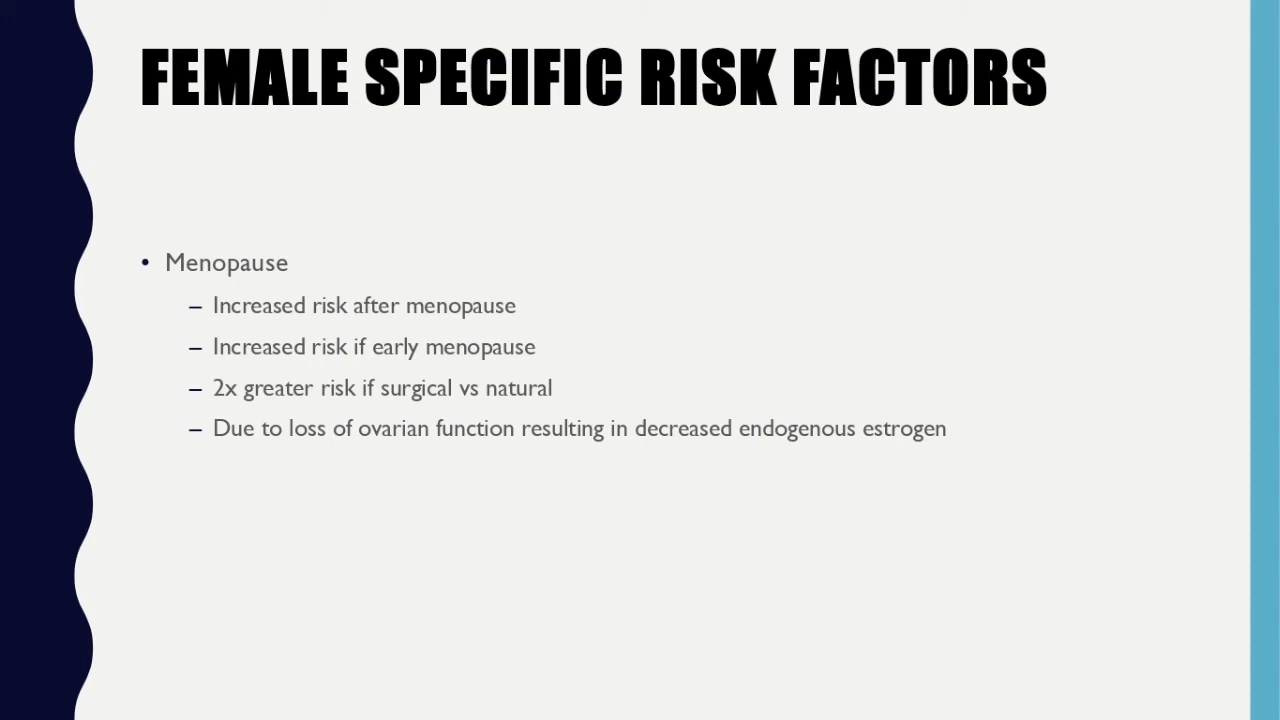 FEMALE SPECIFIC RISK FACTORS
• Menopause
– Increased risk after menopause
– Increased risk if early menopause
– 2x greater risk if surgical vs natural
– Due to loss of ovarian function resulting in decreased endogenous estrogen